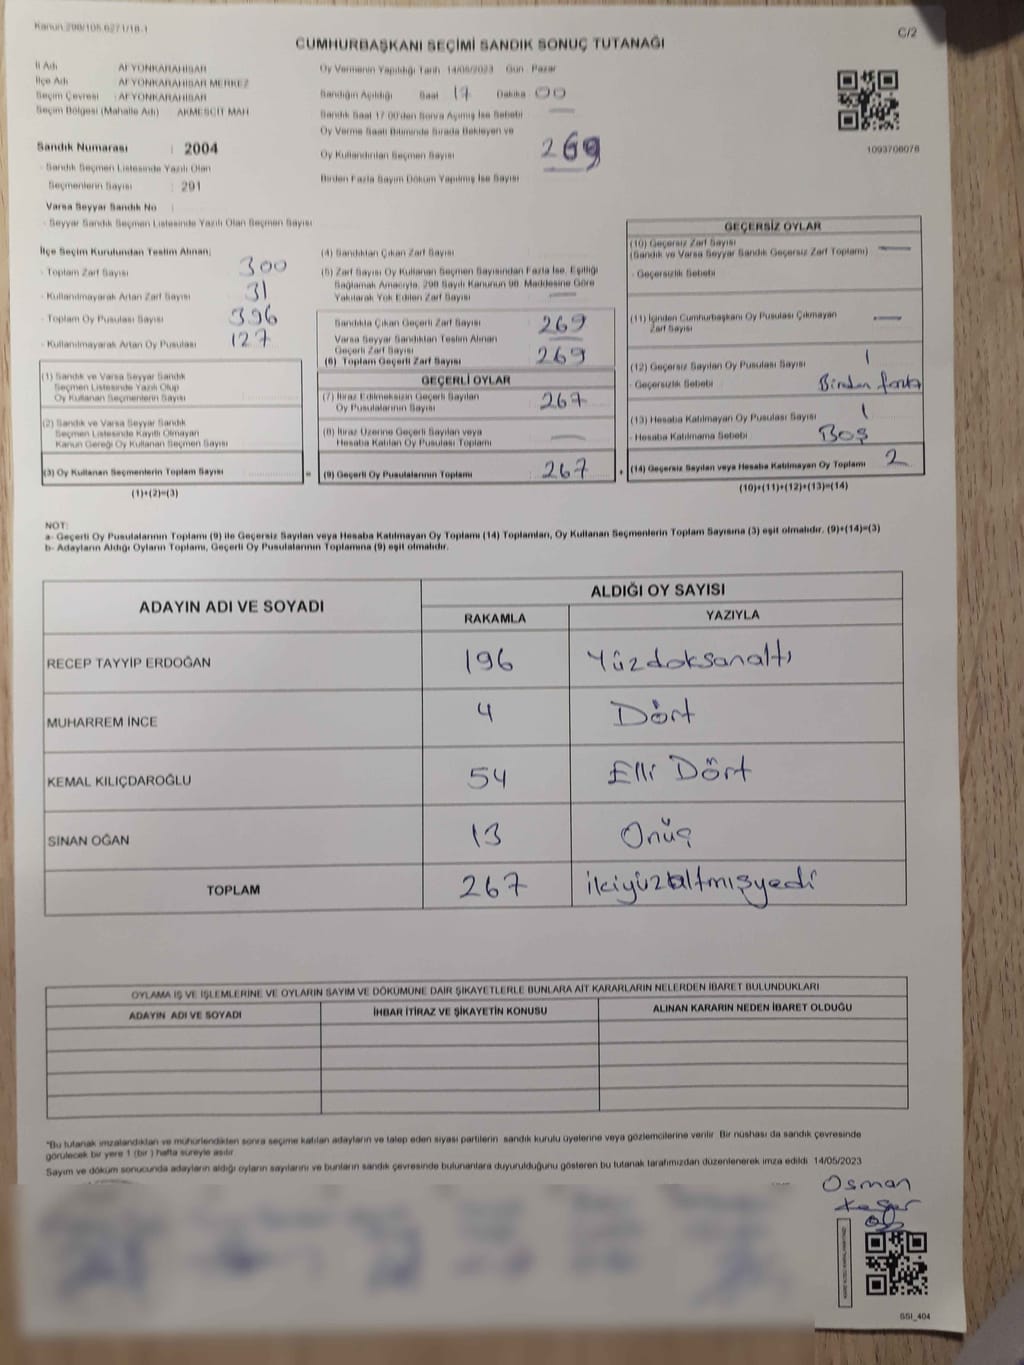 Kanun 298/105.6271/18-1
C/2
CUMHURBAŞKANI SEÇİMİ SANDIK SONUÇ TUTANAĞI
İl Adı : AFYONKARAHİSAR
İlçe Adı : AFYONKARAHİSAR MERKEZ
Seçim Çevresi : AFYONKARAHİSAR
Seçim Bölgesi (Mahalle Adı) : AKMESCİT MAH
Sandık Numarası : 2004
- Sandık Seçmen Listesinde Yazılı Olan
Seçmenlerin Sayısı : 291
Varsa Seyyar Sandık No :
- Seyyar Sandık Seçmen Listesinde Yazılı Olan Seçmen Sayısı :
Oy Vermenin Yapıldığı Tarih 14/05/2023 Gün : Pazar
Sandığın Açıldığı Saat 17 Dakika 00
Sandık Saat 17:00'den Sonra Açılmış İse Sebebi —
Oy Verme Saati Bitiminde Sırada Bekleyen ve
Oy Kullandırılan Seçmen Sayısı 269
Birden Fazla Sayım Döküm Yapılmış İse Sayısı
1093706078
İlçe Seçim Kurulundan Teslim Alınan;
- Toplam Zarf Sayısı 300
- Kullanılmayarak Artan Zarf Sayısı 31
- Toplam Oy Pusulası Sayısı 396
- Kullanılmayarak Artan Oy Pusulası 127
(1) Sandık ve Varsa Seyyar Sandık
Seçmen Listesinde Yazılı Olup
Oy Kullanan Seçmenlerin Sayısı
(2) Sandık ve Varsa Seyyar Sandık
Seçmen Listesinde Kayıtlı Olmayan
Kanun Gereği Oy Kullanan Seçmen Sayısı
(3) Oy Kullanan Seçmenlerin Toplam Sayısı
(1)+(2)=(3)
(4) Sandıktan Çıkan Zarf Sayısı
(5) Zarf Sayısı Oy Kullanan Seçmen Sayısından Fazla İse, Eşitliği
Sağlamak Amacıyla, 298 Sayılı Kanunun 98. Maddesine Göre
Yakılarak Yok Edilen Zarf Sayısı —
Sandıkta Çıkan Geçerli Zarf Sayısı 269
Varsa Seyyar Sandıktan Teslim Alınan
Geçerli Zarf Sayısı —
(6) Toplam Geçerli Zarf Sayısı 269
GEÇERLİ OYLAR
(7) İtiraz Edilmeksizin Geçerli Sayılan
Oy Pusulalarının Sayısı 267
(8) İtiraz Üzerine Geçerli Sayılan veya
Hesaba Katılan Oy Pusulası Toplamı —
= (9) Geçerli Oy Pusulalarının Toplamı 267 +
GEÇERSİZ OYLAR
(10) Geçersiz Zarf Sayısı
(Sandık ve Varsa Seyyar Sandık Geçersiz Zarf Toplamı) —
- Geçersizlik Sebebi
(11) İçinden Cumhurbaşkanı Oy Pusulası Çıkmayan
Zarf Sayısı —
(12) Geçersiz Sayılan Oy Pusulası Sayısı 1
- Geçersizlik Sebebi Birden fazla
(13) Hesaba Katılmayan Oy Pusulası Sayısı 1
- Hesaba Katılmama Sebebi Boş
(14) Geçersiz Sayılan veya Hesaba Katılmayan Oy Toplamı 2
(10)+(11)+(12)+(13)=(14)
NOT:
a- Geçerli Oy Pusulalarının Toplamı (9) ile Geçersiz Sayılan veya Hesaba Katılmayan Oy Toplamı (14) Toplamları, Oy Kullanan Seçmenlerin Toplam Sayısına (3) eşit olmalıdır. (9)+(14)=(3)
b- Adayların Aldığı Oyların Toplamı, Geçerli Oy Pusulalarının Toplamına (9) eşit olmalıdır.
ADAYIN ADI VE SOYADI
ALDIĞI OY SAYISI
RAKAMLA YAZIYLA
RECEP TAYYİP ERDOĞAN 196 Yüzdoksanaltı
MUHARREM İNCE 4 Dört
KEMAL KILIÇDAROĞLU 54 Elli Dört
SİNAN OĞAN 13 Onüç
TOPLAM 267 ikiyüzaltmışyedi
OYLAMA İŞ VE İŞLEMLERİNE VE OYLARIN SAYIM VE DÖKÜMÜNE DAİR ŞİKAYETLERLE BUNLARA AİT KARARLARIN NELERDEN İBARET BULUNDUKLARI
ADAYIN ADI VE SOYADI İHBAR İTİRAZ VE ŞİKAYETİN KONUSU ALINAN KARARIN NEDEN İBARET OLDUĞU
"Bu tutanak imzalandıktan ve mühürlendikten sonra seçime katılan adayların ve talep eden siyasi partilerin sandık kurulu üyelerine veya gözlemcilerine verilir. Bir nüshası da sandık çevresinde
görülecek bir yere 1 (bir ) hafta süreyle asılır.
Sayım ve döküm sonucunda adayların aldığı oyların sayılarını ve bunların sandık çevresinde bulunanlara duyurulduğunu gösteren bu tutanak tarafımızdan düzenlenerek imza edildi. 14/05/2023
Osman
SSI_404